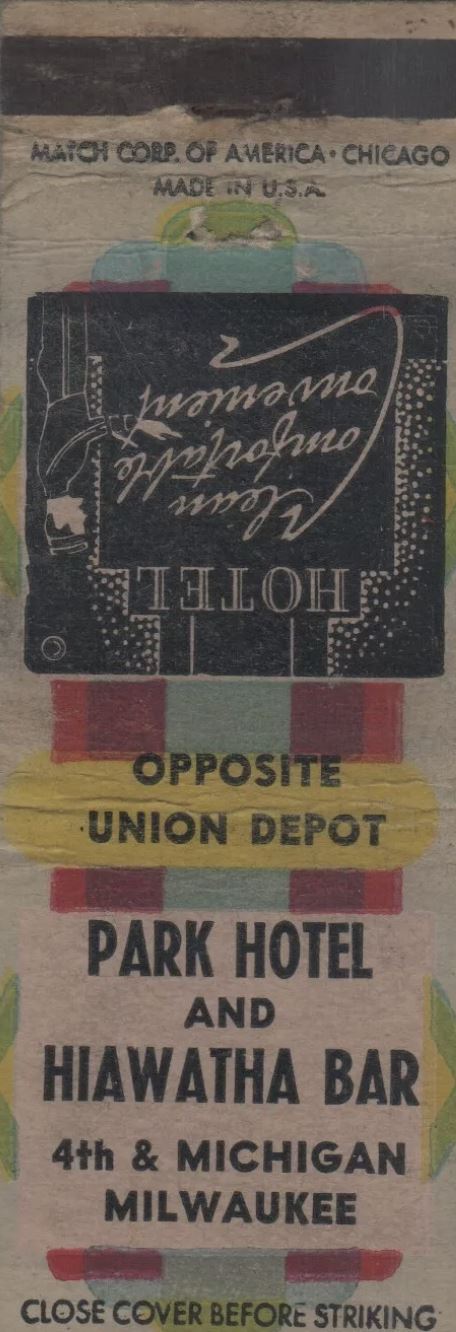 MATCH CORP. OF AMERICA • CHICAGO
MADE IN U.S.A.
HOTEL
Clean
Comfortable
Convenient
OPPOSITE
UNION DEPOT
PARK HOTEL
AND
HIAWATHA BAR
4th & MICHIGAN
MILWAUKEE
CLOSE COVER BEFORE STRIKING